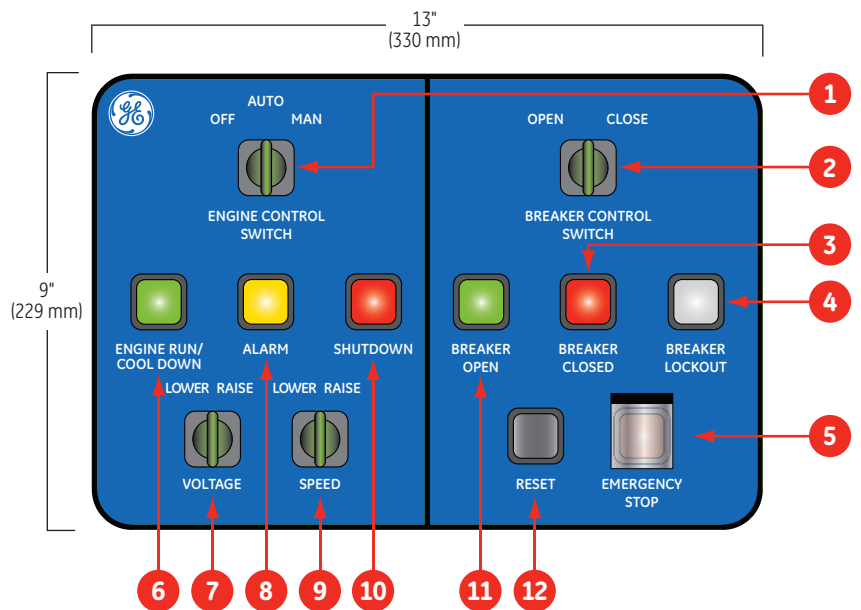 13"
(330 mm)
9"
(229 mm)
GE
AUTO
OFF MAN
ENGINE CONTROL
SWITCH
OPEN CLOSE
BREAKER CONTROL
SWITCH
1
2
3
4
5
ENGINE RUN/
COOL DOWN
ALARM
SHUTDOWN
BREAKER
OPEN
BREAKER
CLOSED
BREAKER
LOCKOUT
LOWER RAISE
LOWER RAISE
VOLTAGE
SPEED
RESET
EMERGENCY
STOP
6
7
8
9
10
11
12